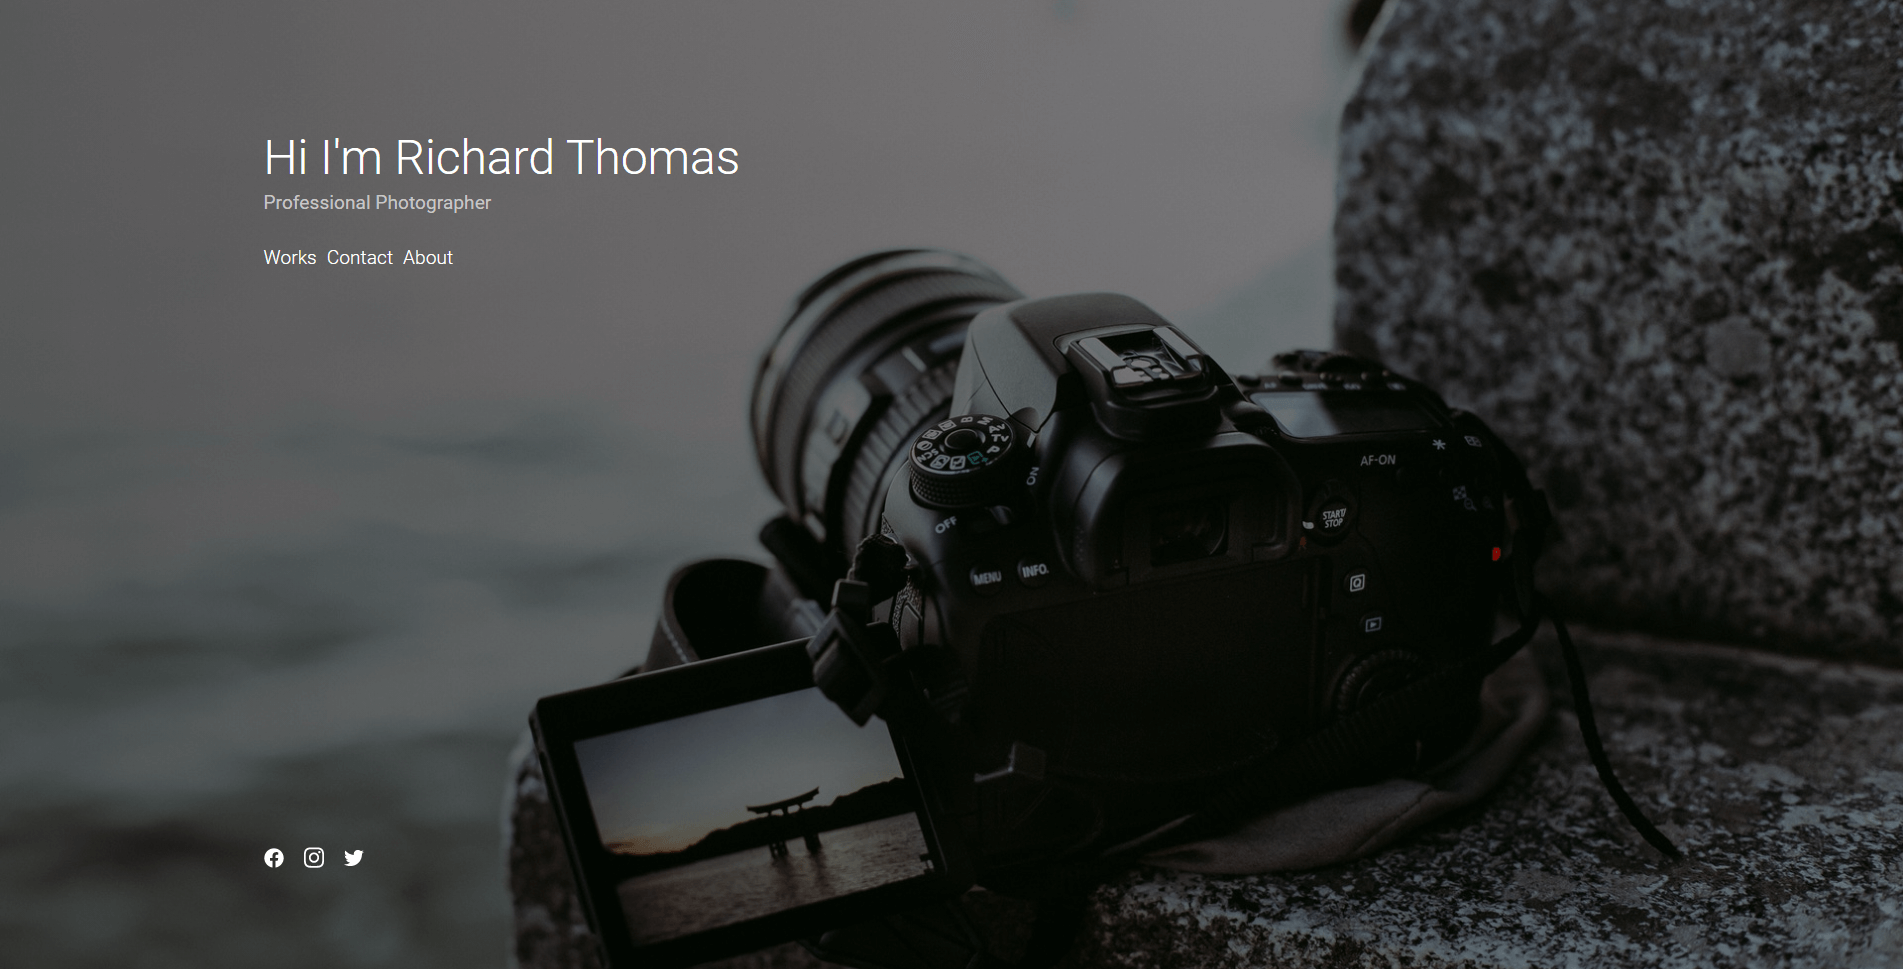 Hi I'm Richard Thomas
Professional Photographer
Works Contact About
AF-ON
ON
OFF
START/
STOP
MENU INFO.
Q